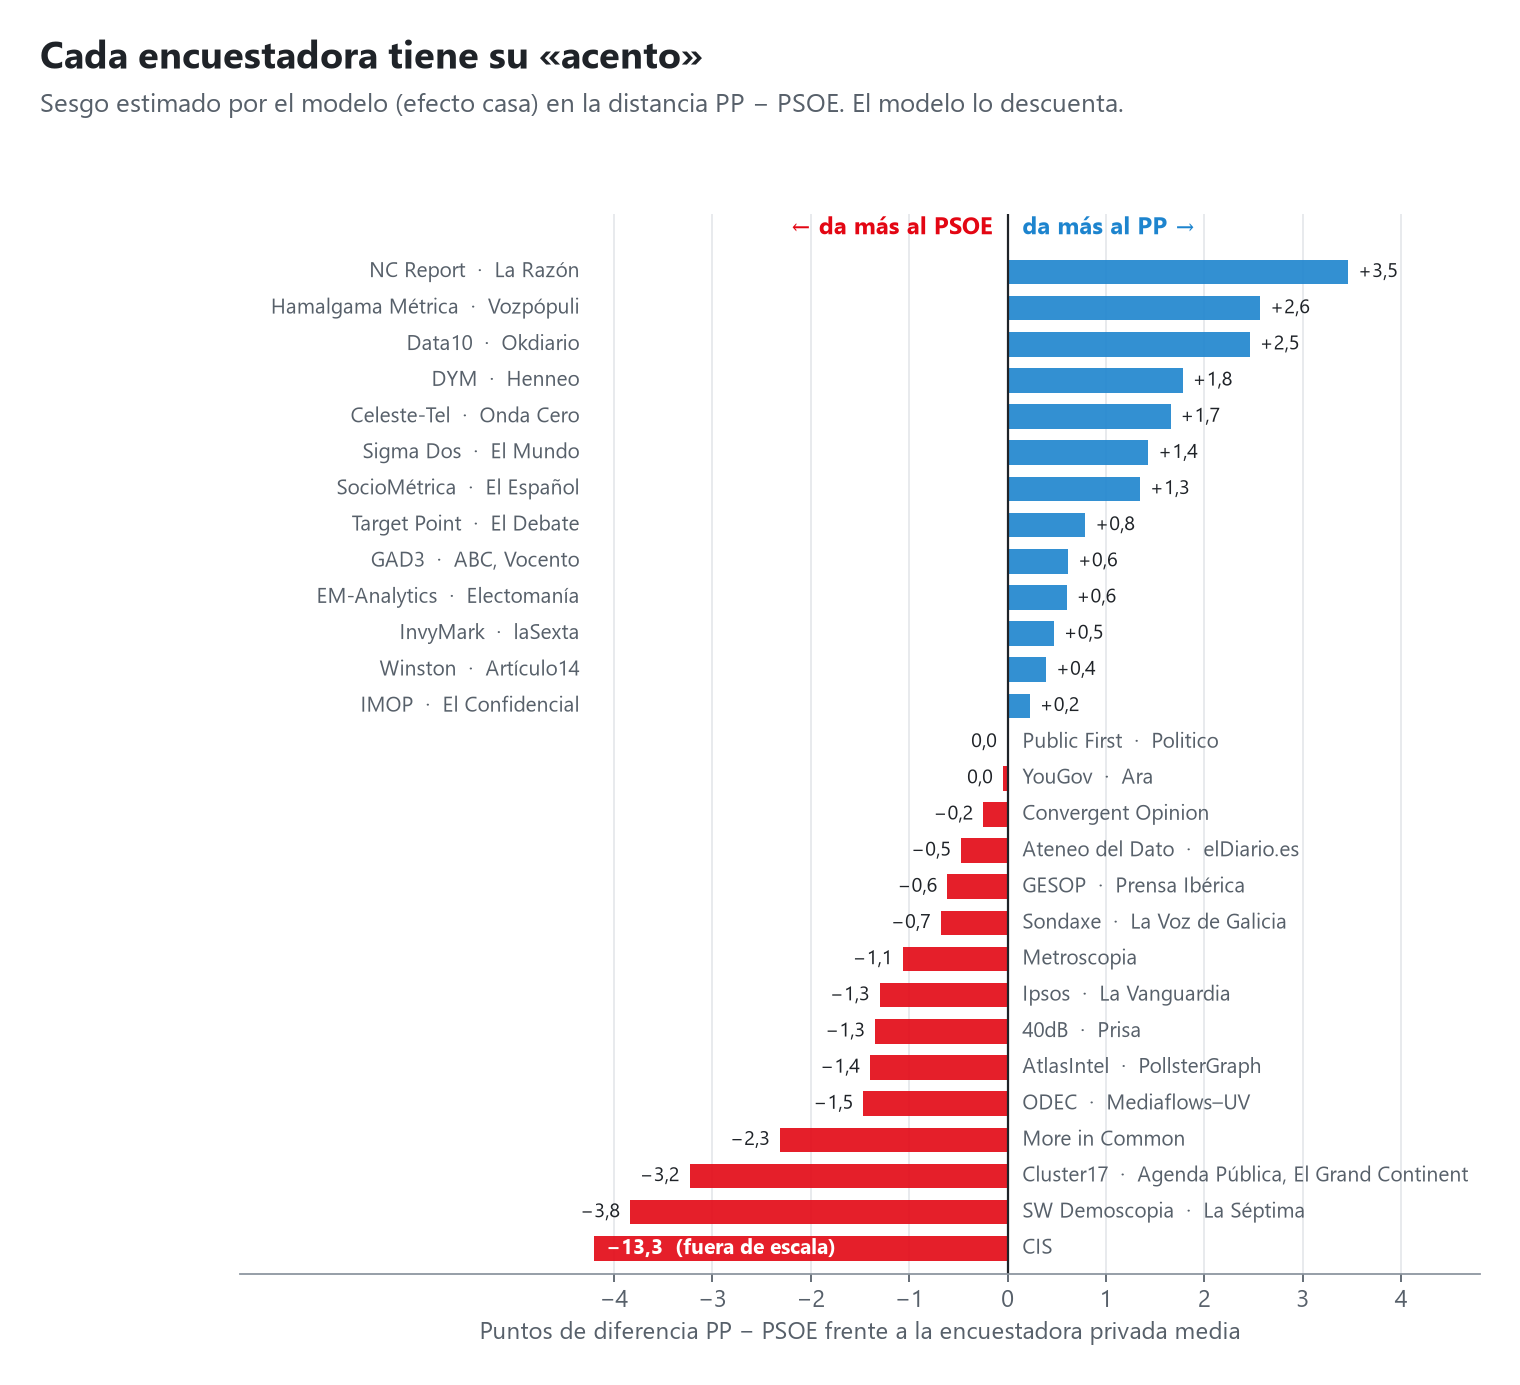 Cada encuestadora tiene su «acento»
Sesgo estimado por el modelo (efecto casa) en la distancia PP − PSOE. El modelo lo descuenta.
← da más al PSOE da más al PP →
NC Report · La Razón +3,5
Hamalgama Métrica · Vozpópuli +2,6
Data10 · Okdiario +2,5
DYM · Henneo +1,8
Celeste-Tel · Onda Cero +1,7
Sigma Dos · El Mundo +1,4
SocioMétrica · El Español +1,3
Target Point · El Debate +0,8
GAD3 · ABC, Vocento +0,6
EM-Analytics · Electomanía +0,6
InvyMark · laSexta +0,5
Winston · Artículo14 +0,4
IMOP · El Confidencial +0,2
0,0 Public First · Politico
0,0 YouGov · Ara
−0,2 Convergent Opinion
−0,5 Ateneo del Dato · elDiario.es
−0,6 GESOP · Prensa Ibérica
−0,7 Sondaxe · La Voz de Galicia
−1,1 Metroscopia
−1,3 Ipsos · La Vanguardia
−1,3 40dB · Prisa
−1,4 AtlasIntel · PollsterGraph
−1,5 ODEC · Mediaflows–UV
−2,3 More in Common
−3,2 Cluster17 · Agenda Pública, El Grand Continent
−3,8 SW Demoscopia · La Séptima
−13,3 (fuera de escala) CIS
−4 −3 −2 −1 0 1 2 3 4
Puntos de diferencia PP − PSOE frente a la encuestadora privada media